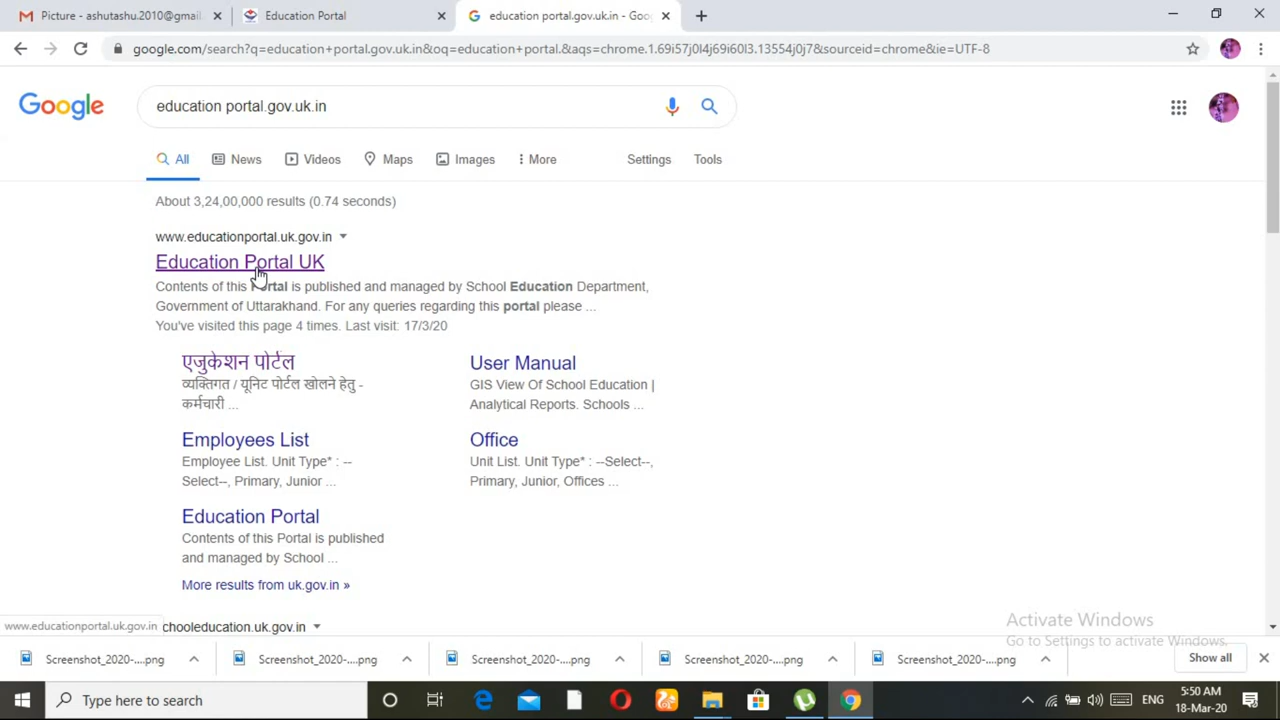 Picture - ashutashu.2010@gmail
Education Portal
education portal.gov.uk.in - Goo
google.com/search?q=education+portal.gov.uk.in&oq=education+portal.&aqs=chrome.1.69i57j0l4j69i60l3.13554j0j7&sourceid=chrome&ie=UTF-8
Google
education portal.gov.uk.in
All
News
Videos
Maps
Images
More
Settings
Tools
About 3,24,00,000 results (0.74 seconds)
www.educationportal.uk.gov.in
Education Portal UK
Contents of this Portal is published and managed by School Education Department,
Government of Uttarakhand. For any queries regarding this portal please ...
You've visited this page 4 times. Last visit: 17/3/20
एजुकेशन पोर्टल
व्यक्तिगत / यूनिट पोर्टल खोलने हेतु -
कर्मचारी ...
User Manual
GIS View Of School Education |
Analytical Reports. Schools ...
Employees List
Employee List. Unit Type* : --
Select--, Primary, Junior ...
Office
Unit List. Unit Type* : --Select--,
Primary, Junior, Offices ...
Education Portal
Contents of this Portal is published
and managed by School ...
More results from uk.gov.in »
www.educationportal.uk.gov.in
chooleducation.uk.gov.in
Activate Windows
Go to Settings to activate Windows.
Screenshot_2020-....png
Screenshot_2020-....png
Screenshot_2020-....png
Screenshot_2020-....png
Screenshot_2020-....png
Show all
Type here to search
ENG
5:50 AM
18-Mar-20